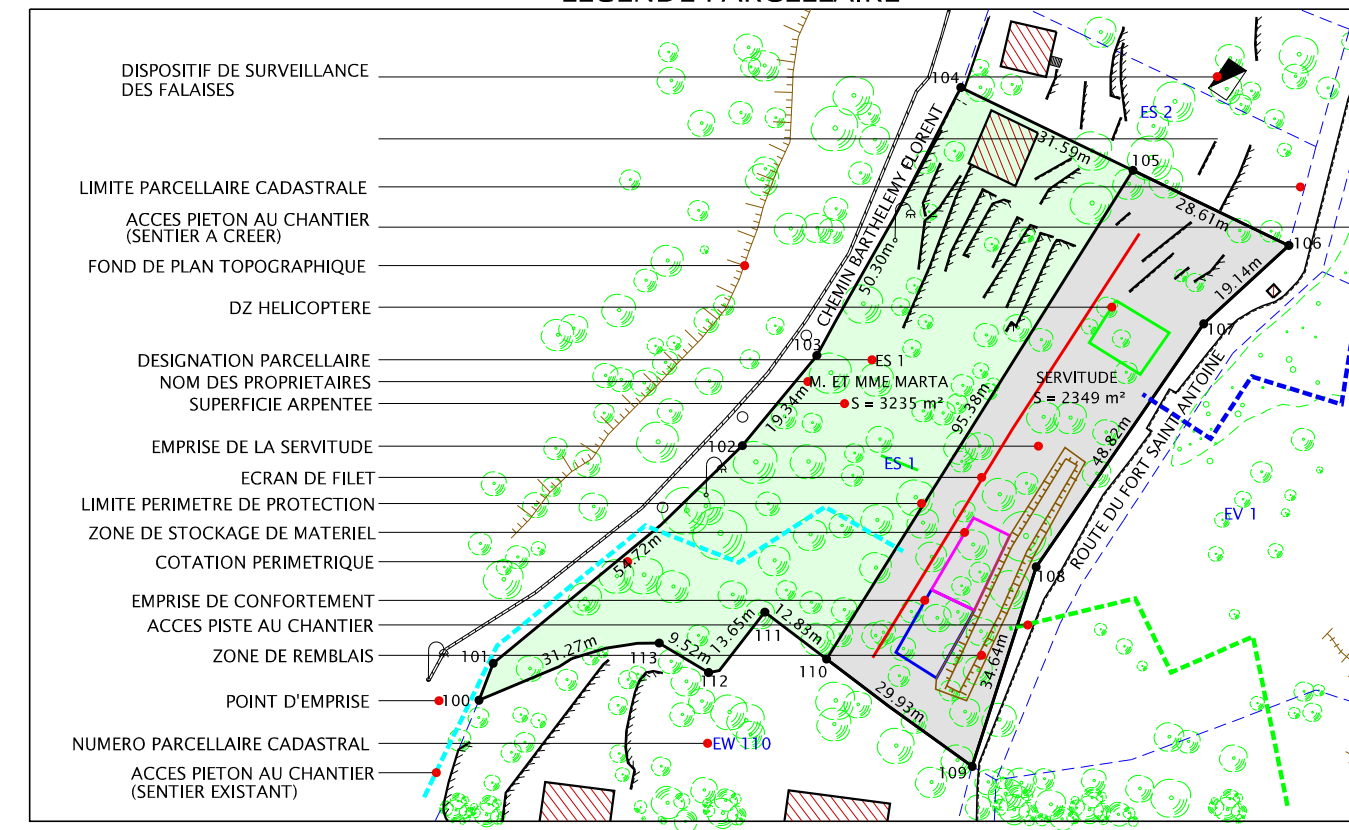 LEGENDE PARCELLAIRE
DISPOSITIF DE SURVEILLANCE
DES FALAISES
LIMITE PARCELLAIRE CADASTRALE
ACCES PIETON AU CHANTIER
(SENTIER A CREER)
FOND DE PLAN TOPOGRAPHIQUE
DZ HELICOPTERE
DESIGNATION PARCELLAIRE
NOM DES PROPRIETAIRES
SUPERFICIE ARPENTEE
EMPRISE DE LA SERVITUDE
ECRAN DE FILET
LIMITE PERIMETRE DE PROTECTION
ZONE DE STOCKAGE DE MATERIEL
COTATION PERIMETRIQUE
EMPRISE DE CONFORTEMENT
ACCES PISTE AU CHANTIER
ZONE DE REMBLAIS
POINT D'EMPRISE
NUMERO PARCELLAIRE CADASTRAL
ACCES PIETON AU CHANTIER
(SENTIER EXISTANT)
104
ES 2
31.59m
105
28.61m
106
19.14m
107
CHEMIN BARTHELEMY FLORENT
50.30m
103
ES 1
M. ET MME MARTA
S = 3235 m²
SERVITUDE
S = 2349 m²
19.34m
95.38m
48.82m
102
ES 1
ROUTE DU FORT SAINT ANTOINE
EV 1
54.72m
108
111
12.83m
13.65m
9.52m
31.27m
113
112
110
34.64m
101
100
29.93m
EW 110
109